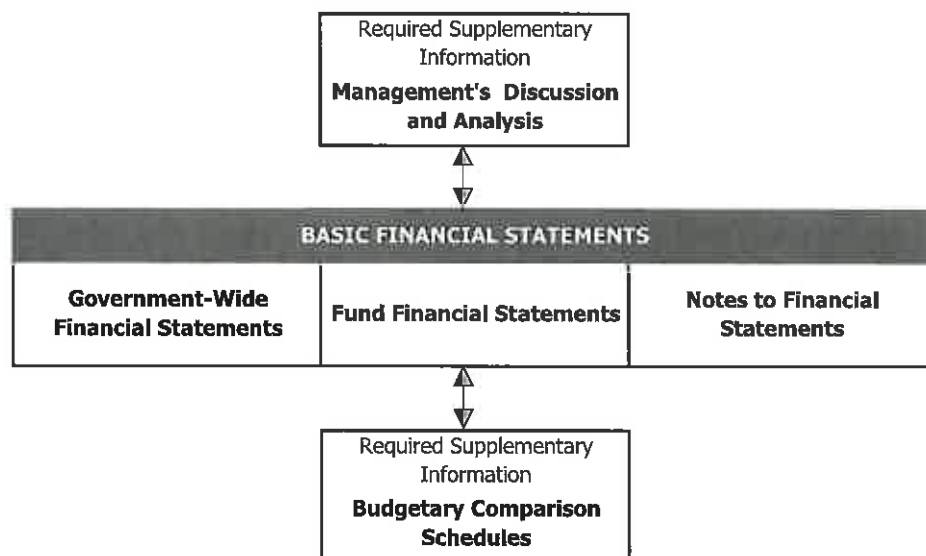 Required Supplementary
Information
Management's Discussion
and Analysis
BASIC FINANCIAL STATEMENTS
Government-Wide
Financial Statements
Fund Financial Statements
Notes to Financial
Statements
Required Supplementary
Information
Budgetary Comparison
Schedules